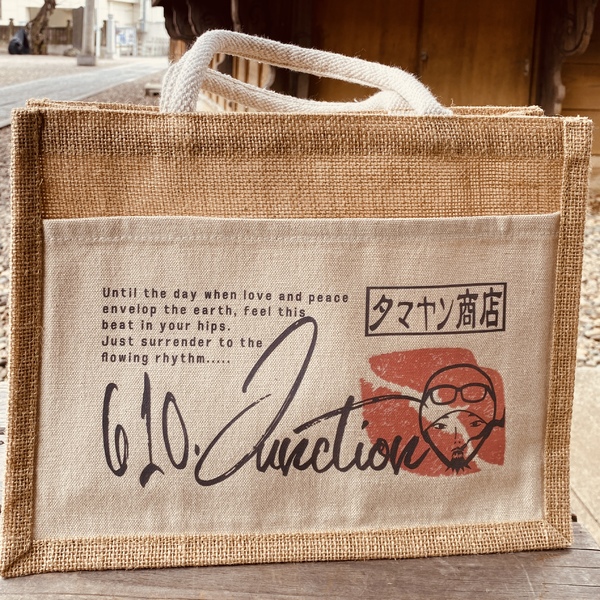 Until the day when love and peace
envelop the earth, feel this
beat in your hips.
Just surrender to the
flowing rhythm.....
タマヤン商店
610.Junction